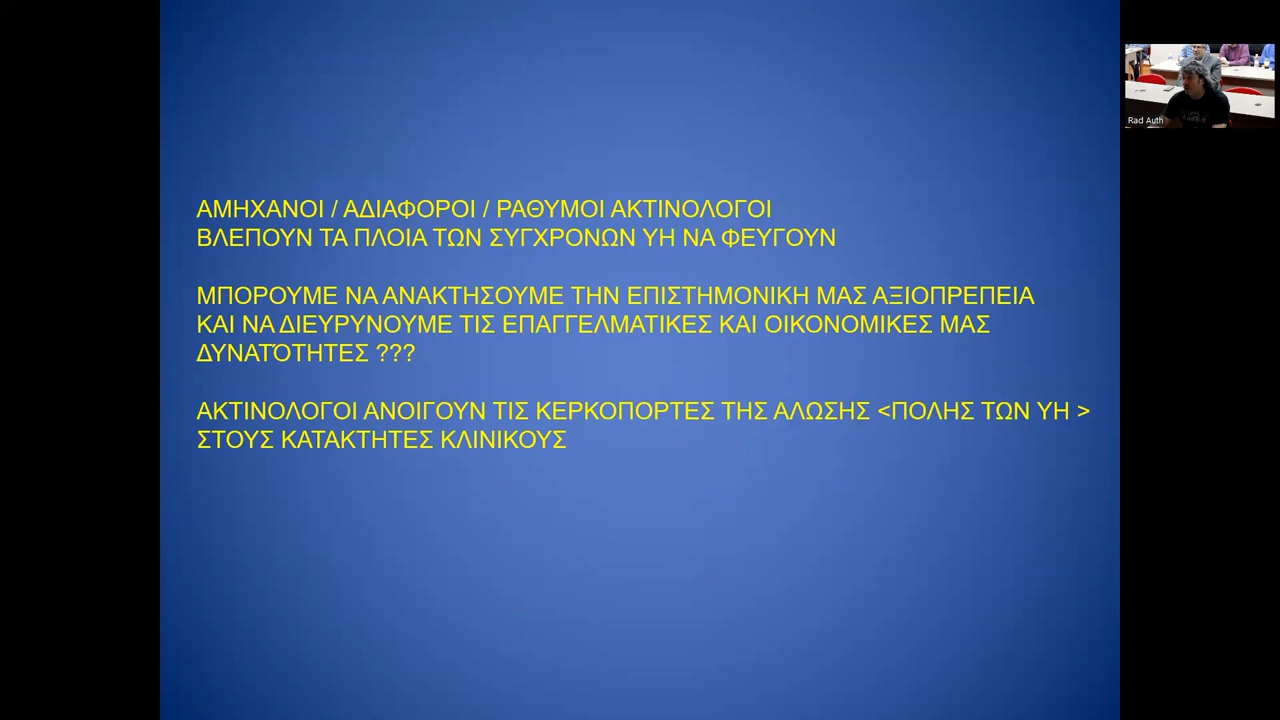 ΑΜΗΧΑΝΟΙ / ΑΔΙΑΦΟΡΟΙ / ΡΑΘΥΜΟΙ ΑΚΤΙΝΟΛΟΓΟΙ
ΒΛΕΠΟΥΝ ΤΑ ΠΛΟΙΑ ΤΩΝ ΣΥΓΧΡΟΝΩΝ ΥΗ ΝΑ ΦΕΥΓΟΥΝ
ΜΠΟΡΟΥΜΕ ΝΑ ΑΝΑΚΤΗΣΟΥΜΕ ΤΗΝ ΕΠΙΣΤΗΜΟΝΙΚΗ ΜΑΣ ΑΞΙΟΠΡΕΠΕΙΑ
ΚΑΙ ΝΑ ΔΙΕΥΡΥΝΟΥΜΕ ΤΙΣ ΕΠΑΓΓΕΛΜΑΤΙΚΕΣ ΚΑΙ ΟΙΚΟΝΟΜΙΚΕΣ ΜΑΣ
ΔΥΝΑΤΌΤΗΤΕΣ ???
ΑΚΤΙΝΟΛΟΓΟΙ ΑΝΟΙΓΟΥΝ ΤΙΣ ΚΕΡΚΟΠΟΡΤΕΣ ΤΗΣ ΑΛΩΣΗΣ <ΠΟΛΗΣ ΤΩΝ ΥΗ >
ΣΤΟΥΣ ΚΑΤΑΚΤΗΤΕΣ ΚΛΙΝΙΚΟΥΣ
Rad Auth